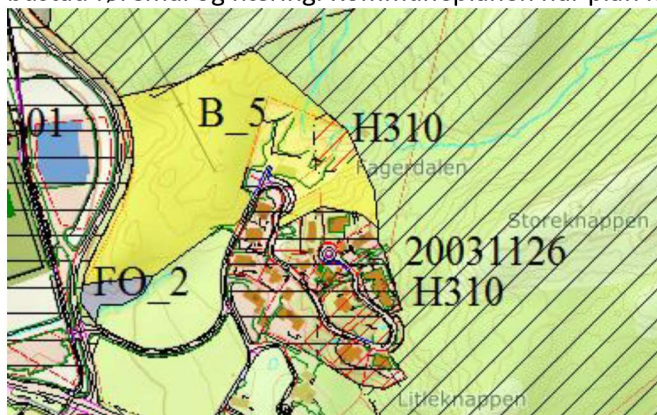 B_5
H310
Fagerdalen
Storeknappen
20031126
H310
FO_2
Litleknappen